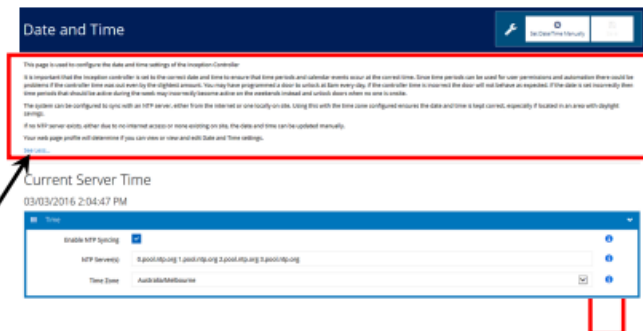 Date and Time
Set Date/Time Manually
This page is used to configure the date and time settings of the Inception Controller
It is important that the Inception controller is set to the correct date and time to ensure that time periods and calendar events occur at the correct time. Since time periods can be used for user permissions and automation there could be
problems if the controller time was out even by the slightest amount. You may have programmed a door to unlock at 8am every day. If the controller time is incorrect the door will not behave as expected. If the date is set incorrectly then
time periods that should be active during the week may incorrectly become active on the weekends instead and unlock doors when no one is onsite.
The system can be configured to sync with an NTP server, either from the internet or one locally on site. Using this with the time zone configured ensures the date and time is kept correct, especially if located in an area with daylight
savings.
If no NTP server exists, either due to no internet access or none existing on site, the date and time can be updated manually.
Your web page profile will determine if you can view or view and edit Date and Time settings.
See Less...
Current Server Time
03/03/2016 2:04:47 PM
Time
Enable NTP Syncing
NTP Server(s) 0.pool.ntp.org 1.pool.ntp.org 2.pool.ntp.org 3.pool.ntp.org
Time Zone Australia/Melbourne